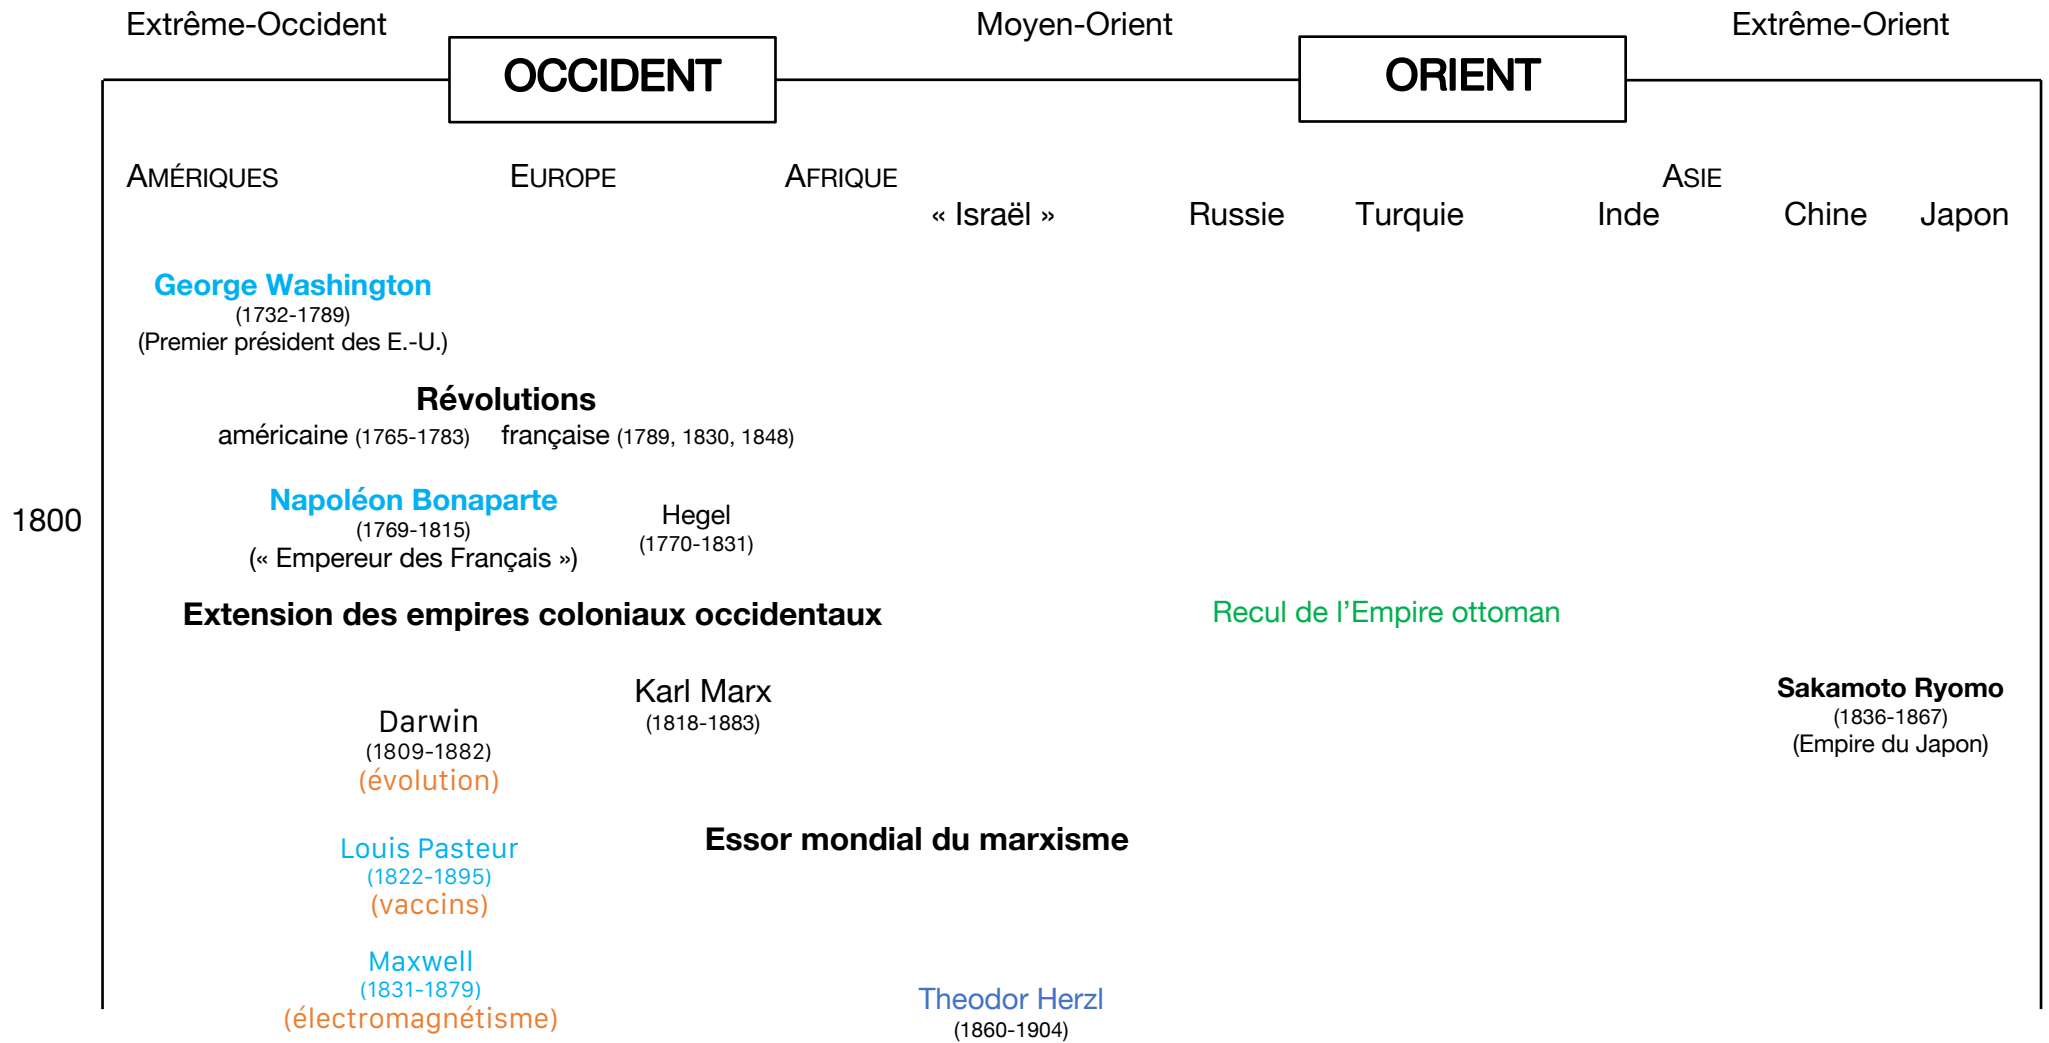 Extrême-Occident Moyen-Orient Extrême-Orient
OCCIDENT ORIENT
AMÉRIQUES EUROPE AFRIQUE ASIE
« Israël » Russie Turquie Inde Chine Japon
George Washington
(1732-1789)
(Premier président des E.-U.)
Révolutions
américaine (1765-1783) française (1789, 1830, 1848)
1800
Napoléon Bonaparte
(1769-1815)
(« Empereur des Français »)
Hegel
(1770-1831)
Extension des empires coloniaux occidentaux
Recul de l’Empire ottoman
Karl Marx
(1818-1883)
Sakamoto Ryomo
(1836-1867)
(Empire du Japon)
Darwin
(1809-1882)
(évolution)
Essor mondial du marxisme
Louis Pasteur
(1822-1895)
(vaccins)
Maxwell
(1831-1879)
(électromagnétisme)
Theodor Herzl
(1860-1904)